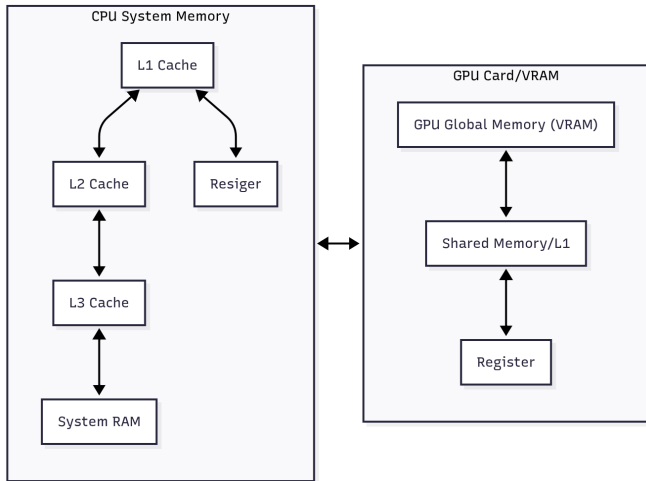 CPU System Memory
L1 Cache
L2 Cache
Resiger
L3 Cache
System RAM
GPU Card/VRAM
GPU Global Memory (VRAM)
Shared Memory/L1
Register